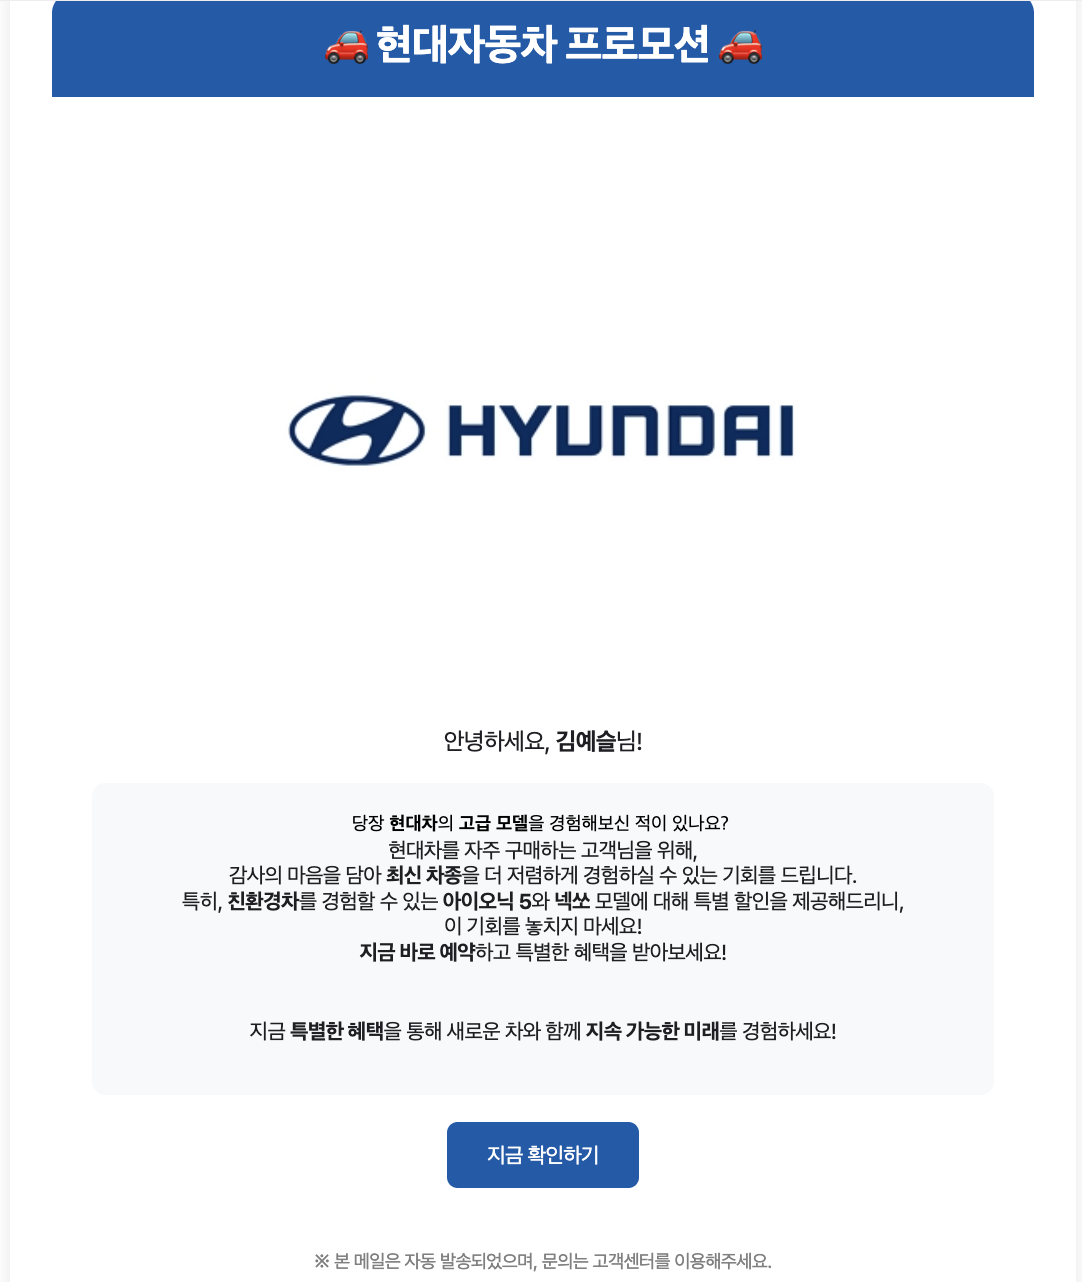 🚗 현대자동차 프로모션 🚗
HYUNDAI
안녕하세요, 김예슬님!
당장 현대차의 고급 모델을 경험해보신 적이 있나요?
현대차를 자주 구매하는 고객님을 위해,
감사의 마음을 담아 최신 차종을 더 저렴하게 경험하실 수 있는 기회를 드립니다.
특히, 친환경차를 경험할 수 있는 아이오닉 5와 넥쏘 모델에 대해 특별 할인을 제공해드리니,
이 기회를 놓치지 마세요!
지금 바로 예약하고 특별한 혜택을 받아보세요!
지금 특별한 혜택을 통해 새로운 차와 함께 지속 가능한 미래를 경험하세요!
지금 확인하기
※ 본 메일은 자동 발송되었으며, 문의는 고객센터를 이용해주세요.